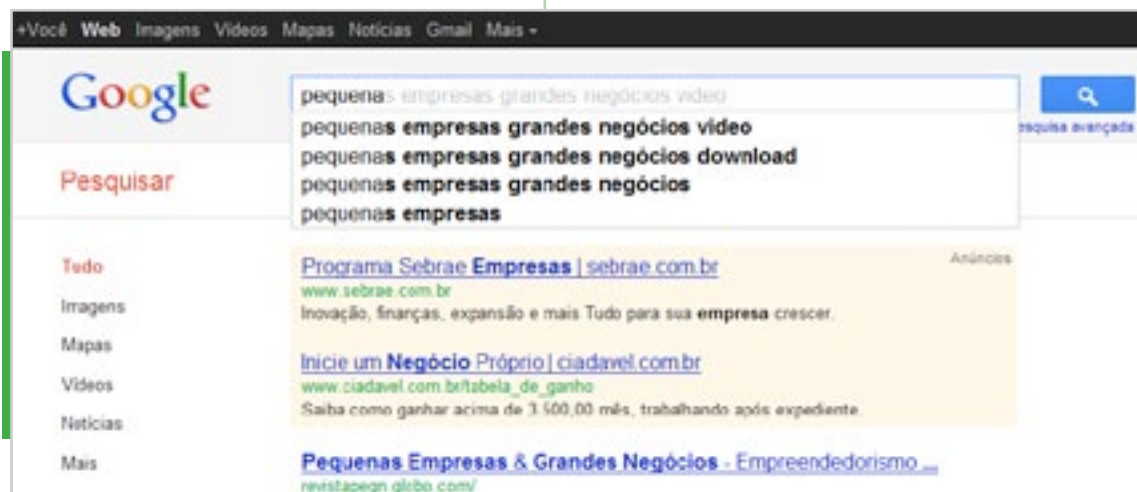 +Você Web Imagens Vídeos Mapas Notícias Gmail Mais
Google
pequenas empresas grandes negócios video
pequenas empresas grandes negócios video
pequenas empresas grandes negócios download
pequenas empresas grandes negócios
pequenas empresas
esquisa avançada
Pesquisar
Tudo
Imagens
Mapas
Vídeos
Notícias
Mais
Anúncios
Programa Sebrae Empresas | sebrae.com.br
www.sebrae.com.br
Inovação, finanças, expansão e mais Tudo para sua empresa crescer.
Inicie um Negócio Próprio | ciadavel.com.br
www.ciadavel.com.br/tabela_de_ganho
Saiba como ganhar acima de 3.500,00 mês, trabalhando após expediente.
Pequenas Empresas & Grandes Negócios - Empreendedorismo ...
revistapegn.globo.com/